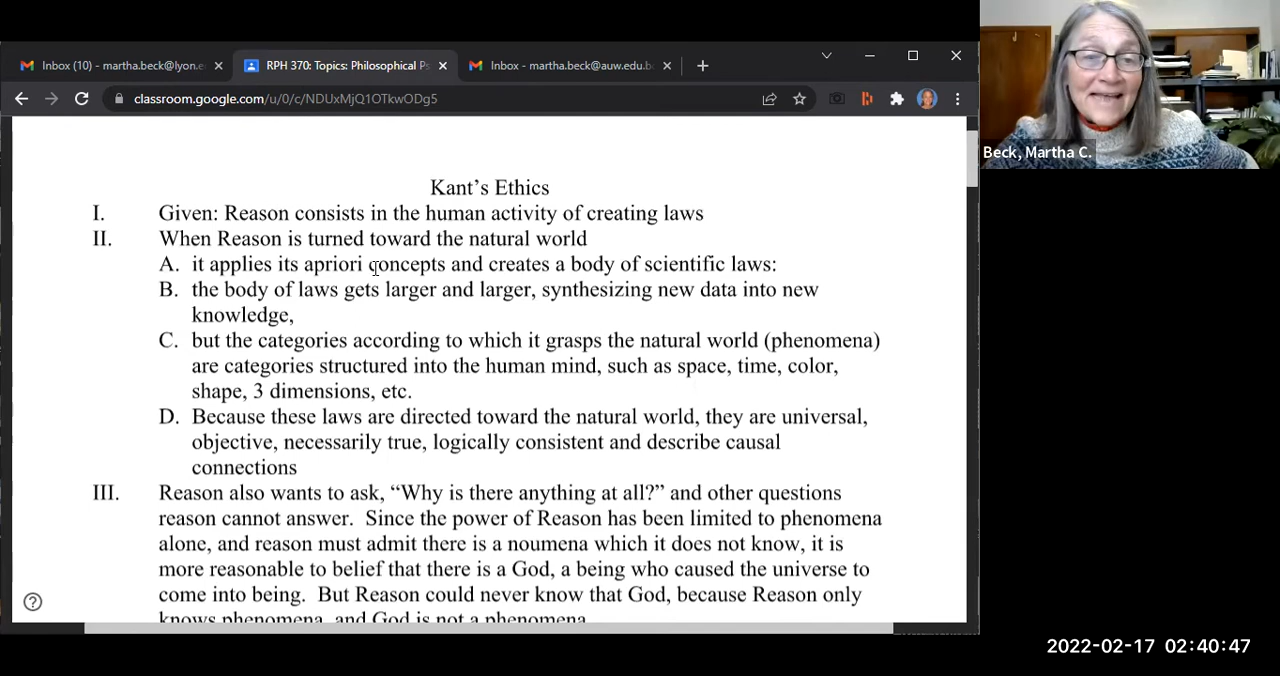 Inbox (10) - martha.beck@lyon.e
RPH 370: Topics: Philosophical Ps
Inbox - martha.beck@auw.edu.b
classroom.google.com/u/0/c/NDUxMjQ1OTkwODg5
Beck, Martha C.
Kant's Ethics
I. Given: Reason consists in the human activity of creating laws
II. When Reason is turned toward the natural world
A. it applies its apriori concepts and creates a body of scientific laws:
B. the body of laws gets larger and larger, synthesizing new data into new
knowledge,
C. but the categories according to which it grasps the natural world (phenomena)
are categories structured into the human mind, such as space, time, color,
shape, 3 dimensions, etc.
D. Because these laws are directed toward the natural world, they are universal,
objective, necessarily true, logically consistent and describe causal
connections
III. Reason also wants to ask, “Why is there anything at all?” and other questions
reason cannot answer. Since the power of Reason has been limited to phenomena
alone, and reason must admit there is a noumena which it does not know, it is
more reasonable to belief that there is a God, a being who caused the universe to
come into being. But Reason could never know that God, because Reason only
knows phenomena, and God is not a phenomena
2022-02-17 02:40:47